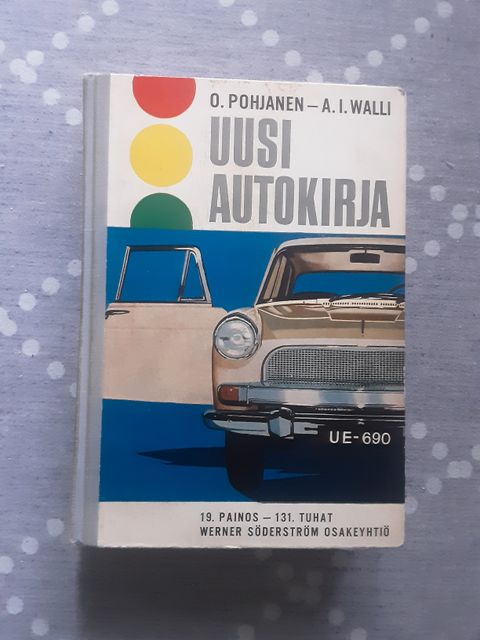 O. POHJANEN – A. I. WALLI
UUSI
AUTOKIRJA
UE-690
19. PAINOS – 131. TUHAT
WERNER SÖDERSTRÖM OSAKEYHTIÖ